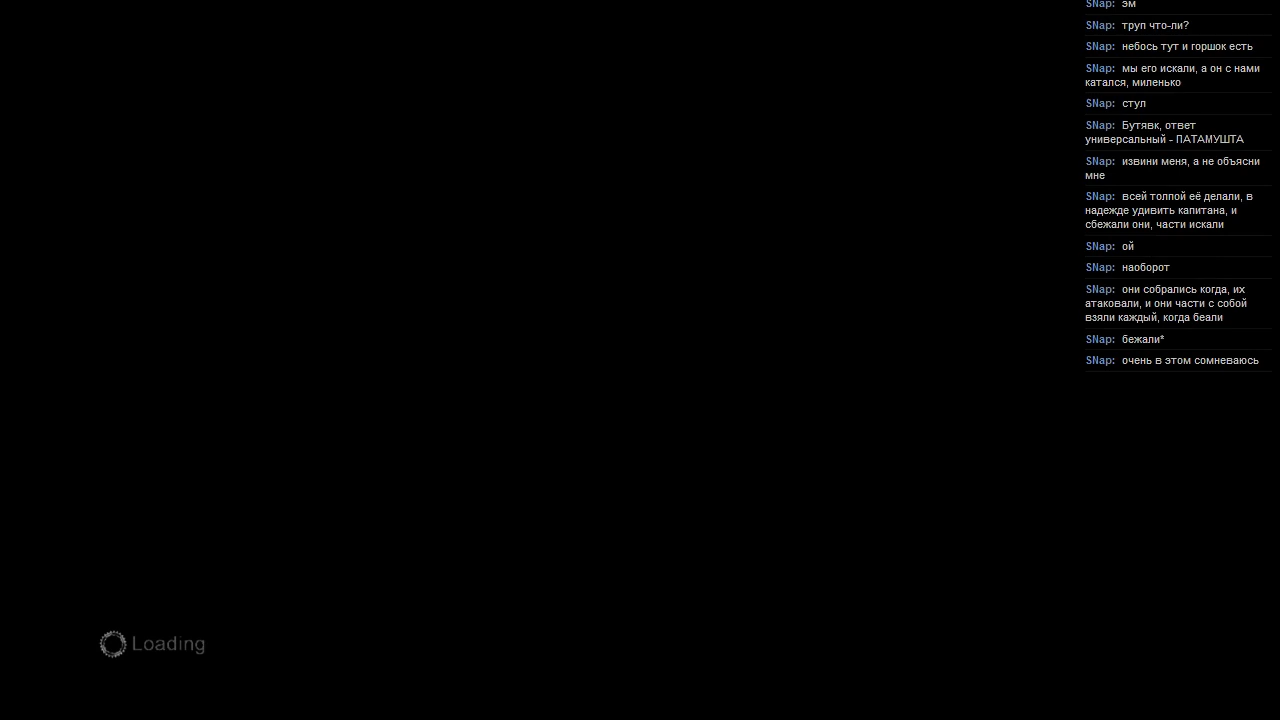 SNap: эм
SNap: труп что-ли?
SNap: небось тут и горшок есть
SNap: мы его искали, а он с нами
катался, миленько
SNap: стул
SNap: Бутявк, ответ
универсальный - ПАТАМУШТА
SNap: извини меня, а не объясни
мне
SNap: всей толпой её делали, в
надежде удивить капитана, и
сбежали они, части искали
SNap: ой
SNap: наоборот
SNap: они собрались когда, их
атаковали, и они части с собой
взяли каждый, когда беали
SNap: бежали*
SNap: очень в этом сомневаюсь
Loading